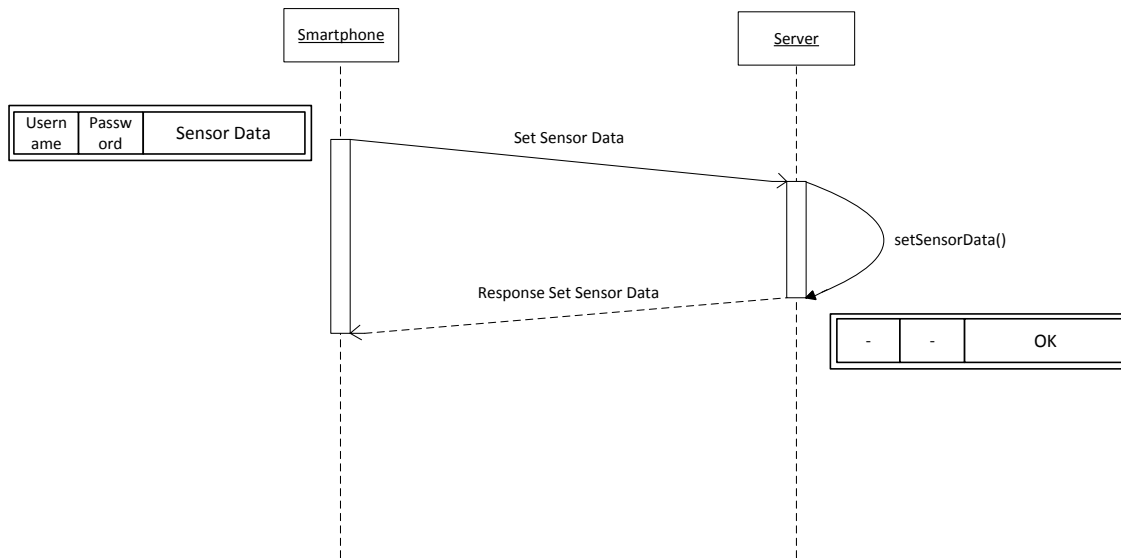 Smartphone
Server
Usern
ame
Passw
ord
Sensor Data
Set Sensor Data
setSensorData()
Response Set Sensor Data
-
-
OK